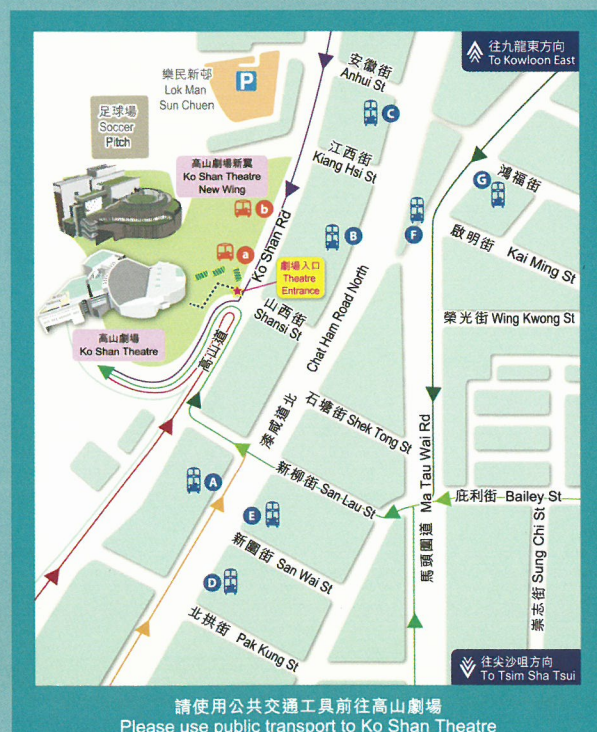 往九龍東方向
To Kowloon East
安徽街
Anhui St
樂民新邨
Lok Man
Sun Chuen
P
足球場
Soccer
Pitch
C
江西街
Kiang Hsi St
高山劇場新翼
Ko Shan Theatre
New Wing
鴻福街
G
b
B
F
啟明街 Kai Ming St
a
Ko Shan Rd
劇場入口
Theatre
Entrance
Chat Ham Road North
山西街
Shansi St
榮光街 Wing Kwong St
高山劇場
Ko Shan Theatre
高山道
石塘街 Shek Tong St
漆咸道北
Ma Tau Wai Rd
新柳街 San Lau St
庇利街 Bailey St
A
E
新圍街 San Wai St
馬頭圍道
崇志街 Sung Chi St
D
北拱街 Pak Kung St
往尖沙咀方向
To Tsim Sha Tsui
請使用公共交通工具前往高山劇場
Please use public transport to Ko Shan Theatre